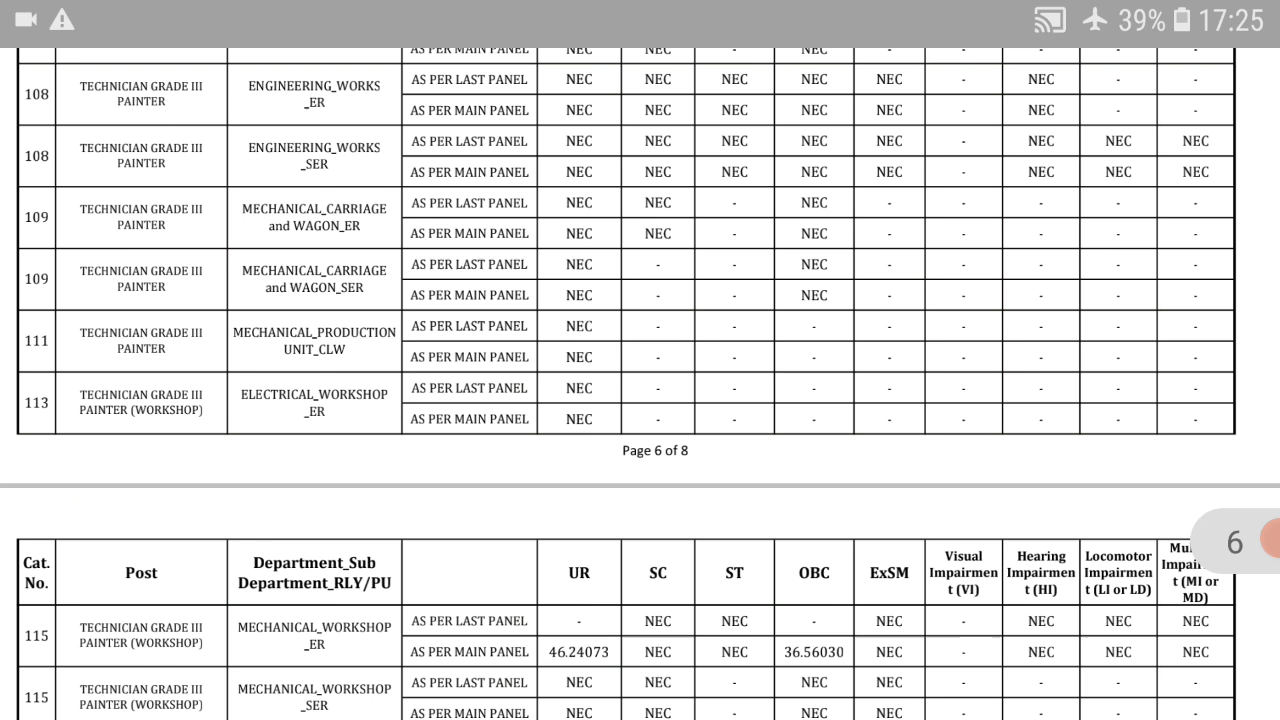 39% 17:25
AS PER MAIN PANEL NEC NEC - NEC - - - - -
108 TECHNICIAN GRADE III PAINTER ENGINEERING_WORKS _ER AS PER LAST PANEL NEC NEC NEC NEC NEC - NEC - -
AS PER MAIN PANEL NEC NEC NEC NEC NEC - NEC - -
108 TECHNICIAN GRADE III PAINTER ENGINEERING_WORKS _SER AS PER LAST PANEL NEC NEC NEC NEC NEC - NEC NEC NEC
AS PER MAIN PANEL NEC NEC NEC NEC NEC - NEC NEC NEC
109 TECHNICIAN GRADE III PAINTER MECHANICAL_CARRIAGE and WAGON_ER AS PER LAST PANEL NEC NEC - NEC - - - - -
AS PER MAIN PANEL NEC NEC - NEC - - - - -
109 TECHNICIAN GRADE III PAINTER MECHANICAL_CARRIAGE and WAGON_SER AS PER LAST PANEL NEC - - NEC - - - - -
AS PER MAIN PANEL NEC - - NEC - - - - -
111 TECHNICIAN GRADE III PAINTER MECHANICAL_PRODUCTION UNIT_CLW AS PER LAST PANEL NEC - - - - - - - -
AS PER MAIN PANEL NEC - - - - - - - -
113 TECHNICIAN GRADE III PAINTER (WORKSHOP) ELECTRICAL_WORKSHOP _ER AS PER LAST PANEL NEC - - - - - - - -
AS PER MAIN PANEL NEC - - - - - - - -
Page 6 of 8
6
Cat. No. Post Department_Sub Department_RLY/PU UR SC ST OBC ExSM Visual Impairmen t (VI) Hearing Impairmen t (HI) Locomotor Impairmen t (LI or LD) t (MI or MD)
115 TECHNICIAN GRADE III PAINTER (WORKSHOP) MECHANICAL_WORKSHOP _ER AS PER LAST PANEL - NEC NEC - NEC - NEC NEC NEC
AS PER MAIN PANEL 46.24073 NEC NEC 36.56030 NEC - NEC NEC NEC
115 TECHNICIAN GRADE III PAINTER (WORKSHOP) MECHANICAL_WORKSHOP _SER AS PER LAST PANEL NEC NEC - NEC NEC - - - -
AS PER MAIN PANEL NEC NEC - NEC NEC - - - -